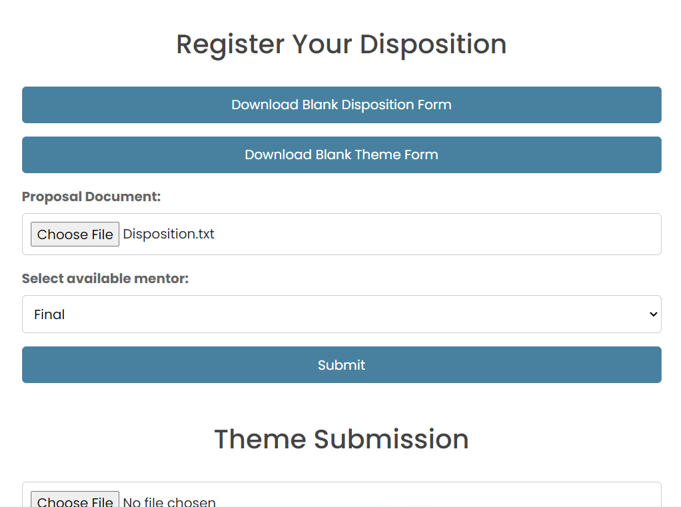 Register Your Disposition
Download Blank Disposition Form
Download Blank Theme Form
Proposal Document:
Choose File Disposition.txt
Select available mentor:
Final
Submit
Theme Submission
Choose File No file chosen